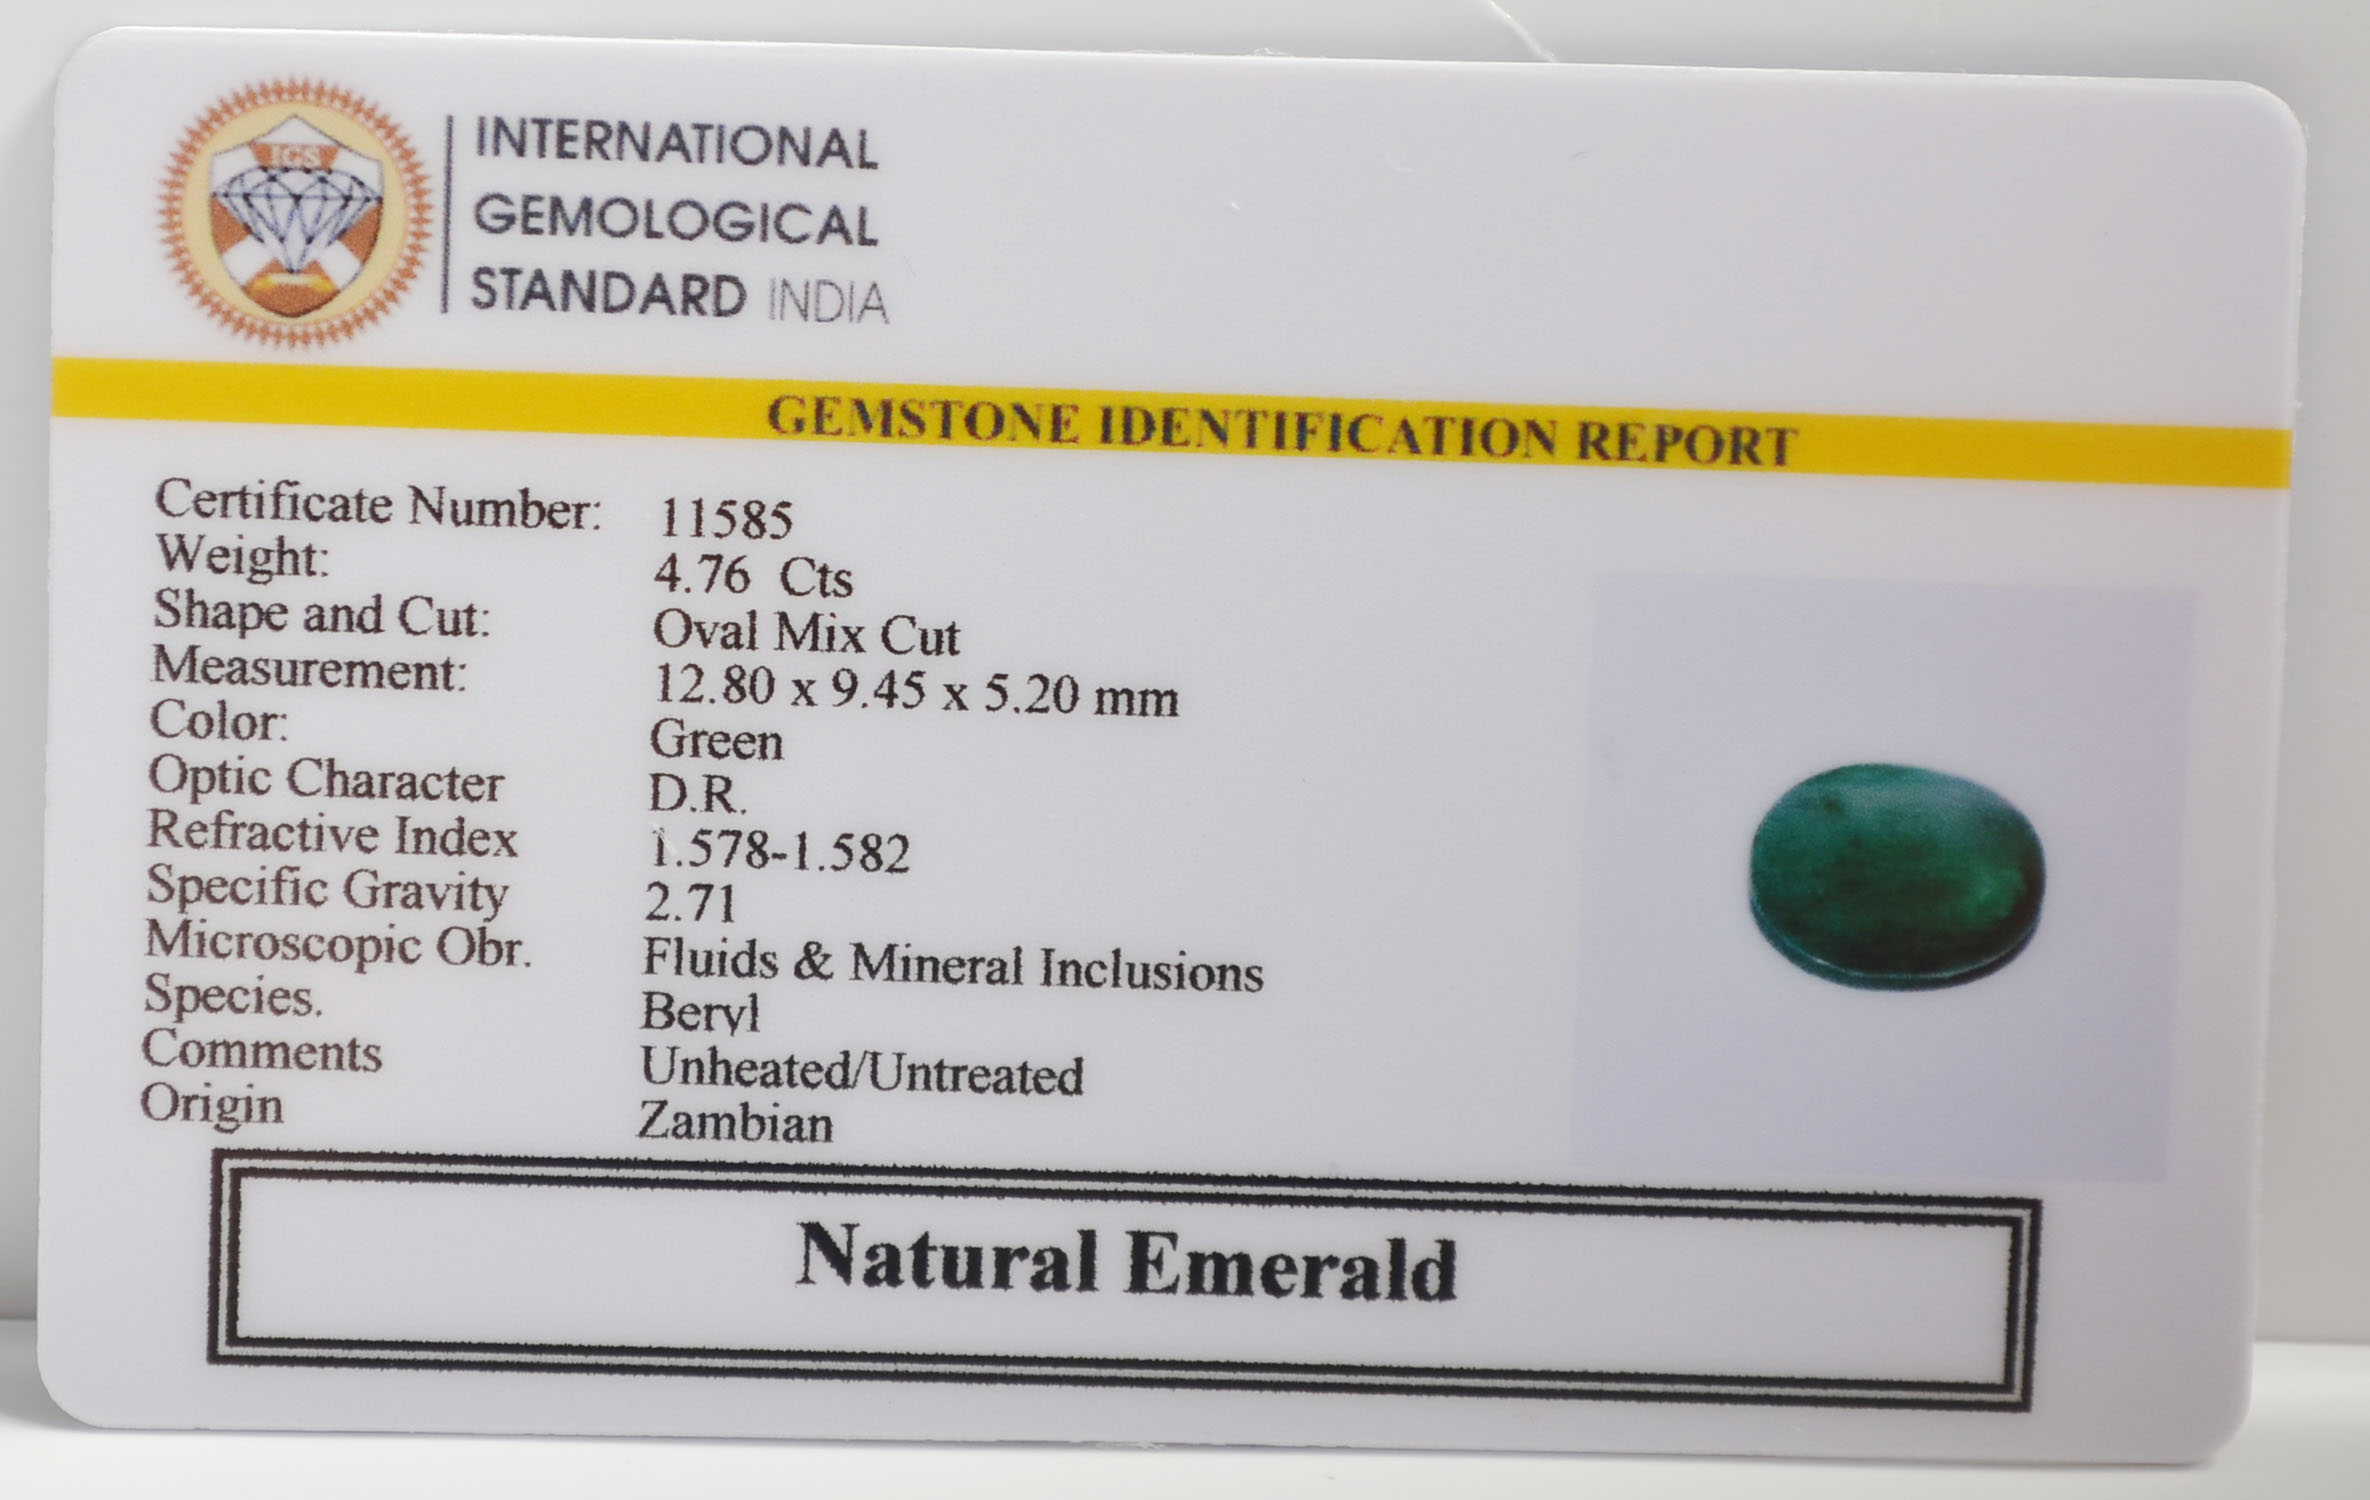 IGS
INTERNATIONAL
GEMOLOGICAL
STANDARD INDIA
GEMSTONE IDENTIFICATION REPORT
Certificate Number: 11585
Weight: 4.76 Cts
Shape and Cut: Oval Mix Cut
Measurement: 12.80 x 9.45 x 5.20 mm
Color: Green
Optic Character D.R.
Refractive Index 1.578-1.582
Specific Gravity 2.71
Microscopic Obr. Fluids & Mineral Inclusions
Species. Beryl
Comments Unheated/Untreated
Origin Zambian
Natural Emerald